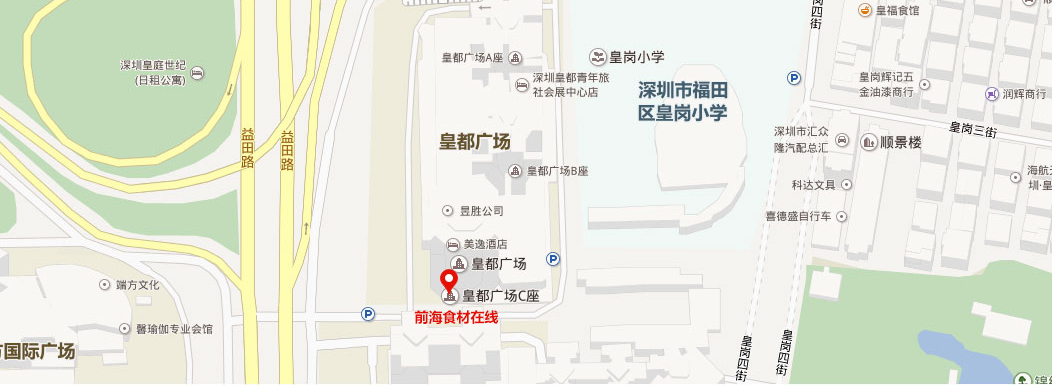 皇岗四街
皇福食馆
皇都广场A座
皇岗小学
深圳皇庭世纪
(日租公寓)
深圳皇都青年旅
社会展中心店
深圳市福田
区皇岗小学
P
皇岗辉记五
金油漆商行
润辉商行
皇岗三街
益田路
益田路
皇都广场
深圳市汇众
隆汽配总汇
顺景楼
皇都广场B座
科达文具
海航
圳·皇
昱胜公司
喜德盛自行车
美逸酒店
皇都广场
P
端方文化
皇都广场C座
P
前海食材在线
馨瑜伽专业会馆
国际广场
皇岗四街
皇岗四街